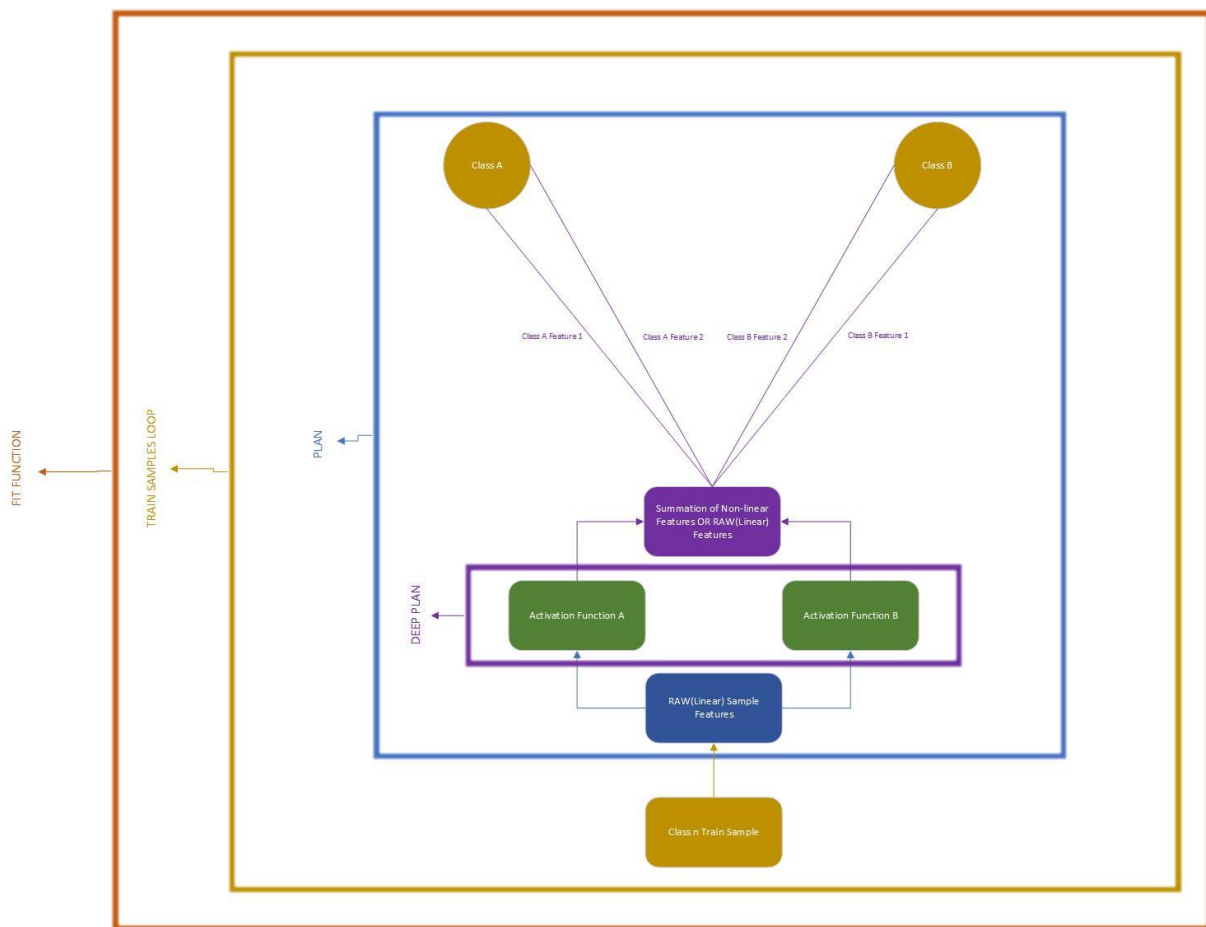 Class A
Class B
Class A Feature 1
Class A Feature 2
Class B Feature 2
Class B Feature 1
FIT FUNCTION
TRAIN SAMPLES LOOP
PLAN
Summation of Non-linear
Features OR RAW(Linear)
Features
DEEP PLAN
Activation Function A
Activation Function B
RAW(Linear) Sample
Features
Class n Train Sample